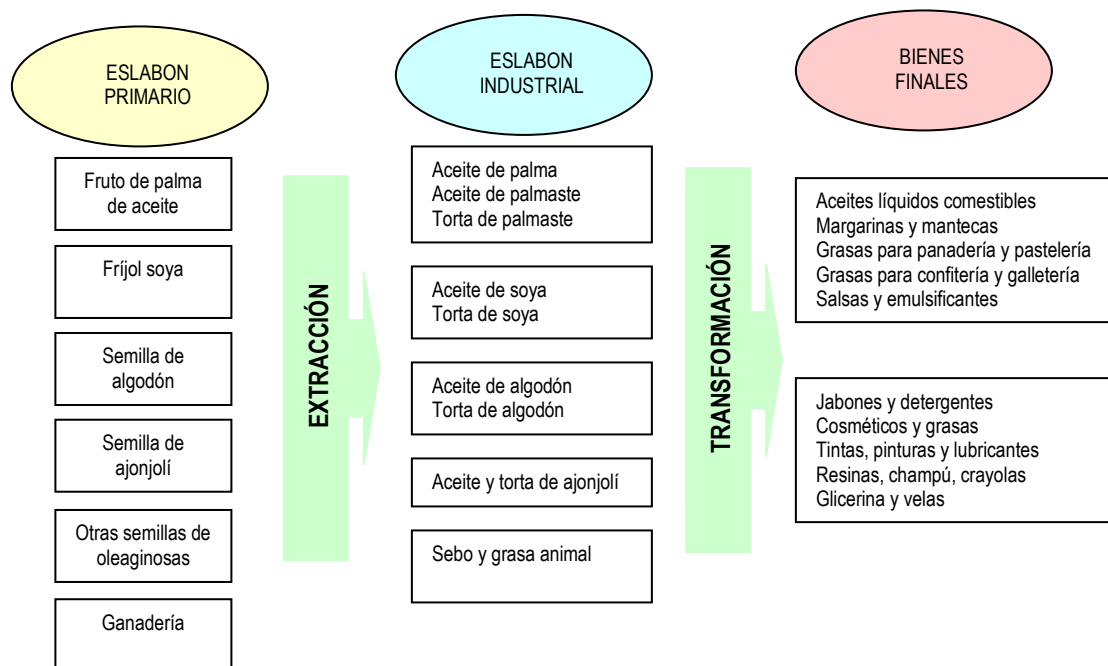 ESLABON
PRIMARIO
Fruto de palma
de aceite
Fríjol soya
Semilla de
algodón
Semilla de
ajonjolí
Otras semillas de
oleaginosas
Ganadería
EXTRACCIÓN
ESLABON
INDUSTRIAL
Aceite de palma
Aceite de palmaste
Torta de palmaste
Aceite de soya
Torta de soya
Aceite de algodón
Torta de algodón
Aceite y torta de ajonjolí
Sebo y grasa animal
TRANSFORMACIÓN
BIENES
FINALES
Aceites líquidos comestibles
Margarinas y mantecas
Grasas para panadería y pastelería
Grasas para confitería y galletería
Salsas y emulsificantes
Jabones y detergentes
Cosméticos y grasas
Tintas, pinturas y lubricantes
Resinas, champú, crayolas
Glicerina y velas